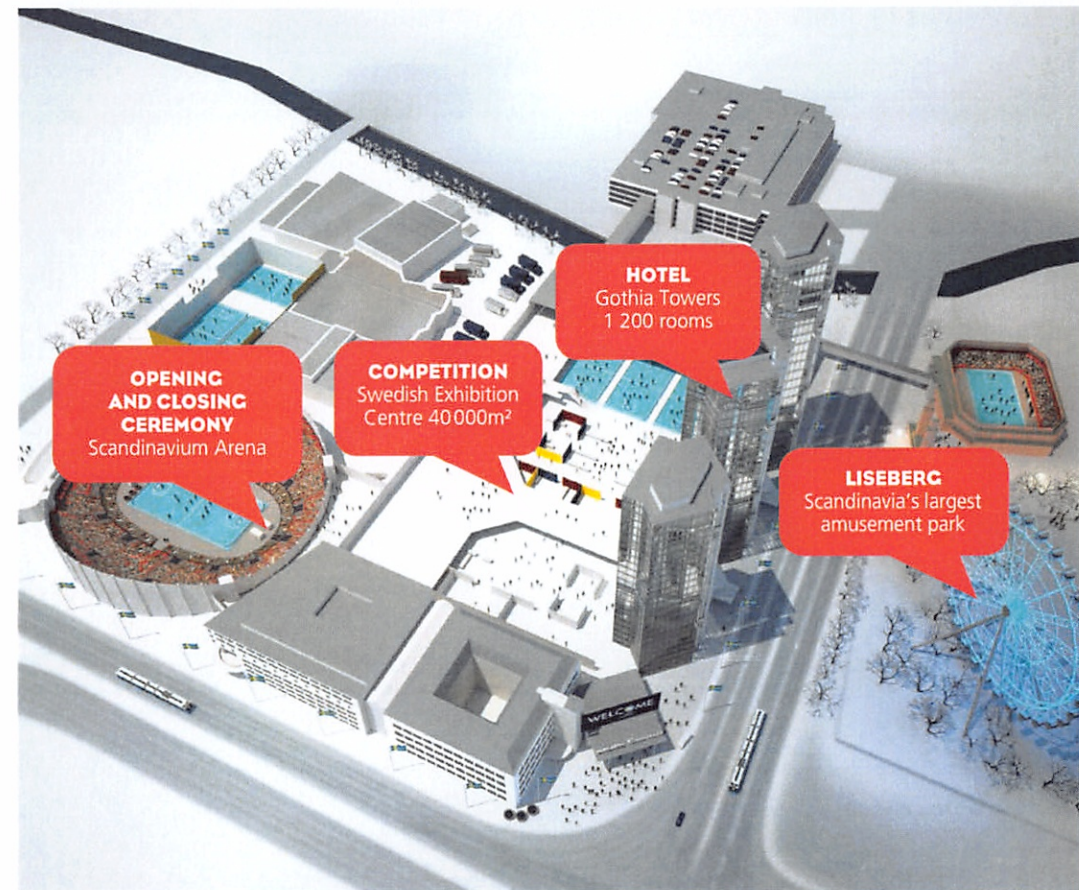 HOTEL
Gothia Towers
1 200 rooms
OPENING
AND CLOSING
CEREMONY
Scandinavium Arena
COMPETITION
Swedish Exhibition
Centre 40 000m²
LISEBERG
Scandinavia's largest
amusement park
WELCOME